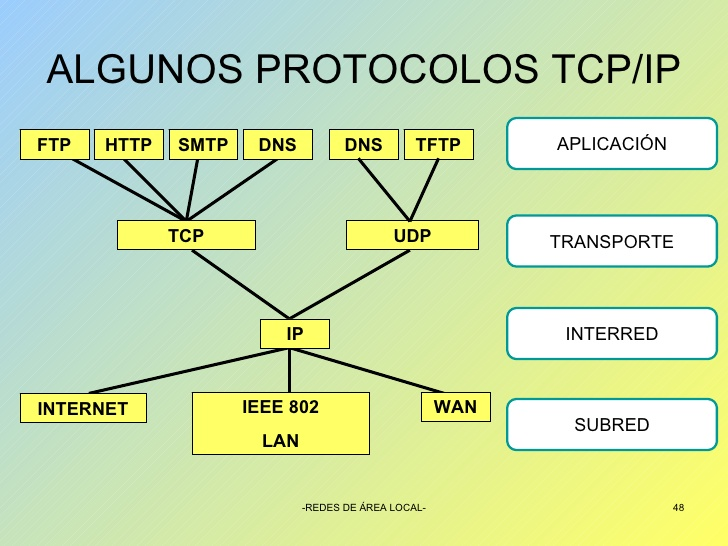 ALGUNOS PROTOCOLOS TCP/IP
FTP HTTP SMTP DNS DNS TFTP APLICACIÓN
TCP UDP TRANSPORTE
IP INTERRED
INTERNET IEEE 802 WAN
LAN SUBRED
-REDES DE ÁREA LOCAL- 48